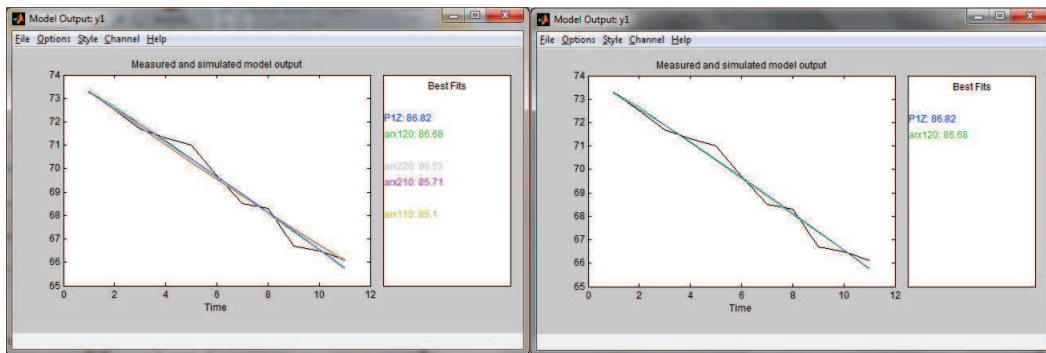 Model Output: y1
File Options Style Channel Help
Measured and simulated model output
74
73
72
71
70
69
68
67
66
65
0 2 4 6 8 10 12
Time
Best Fits
P1Z: 86.82
arx120: 86.68
arx220: 86.53
arx210: 85.71
arx110: 85.1
Model Output: y1
File Options Style Channel Help
Measured and simulated model output
74
73
72
71
70
69
68
67
66
65
0 2 4 6 8 10 12
Time
Best Fits
P1Z: 86.82
arx120: 86.68